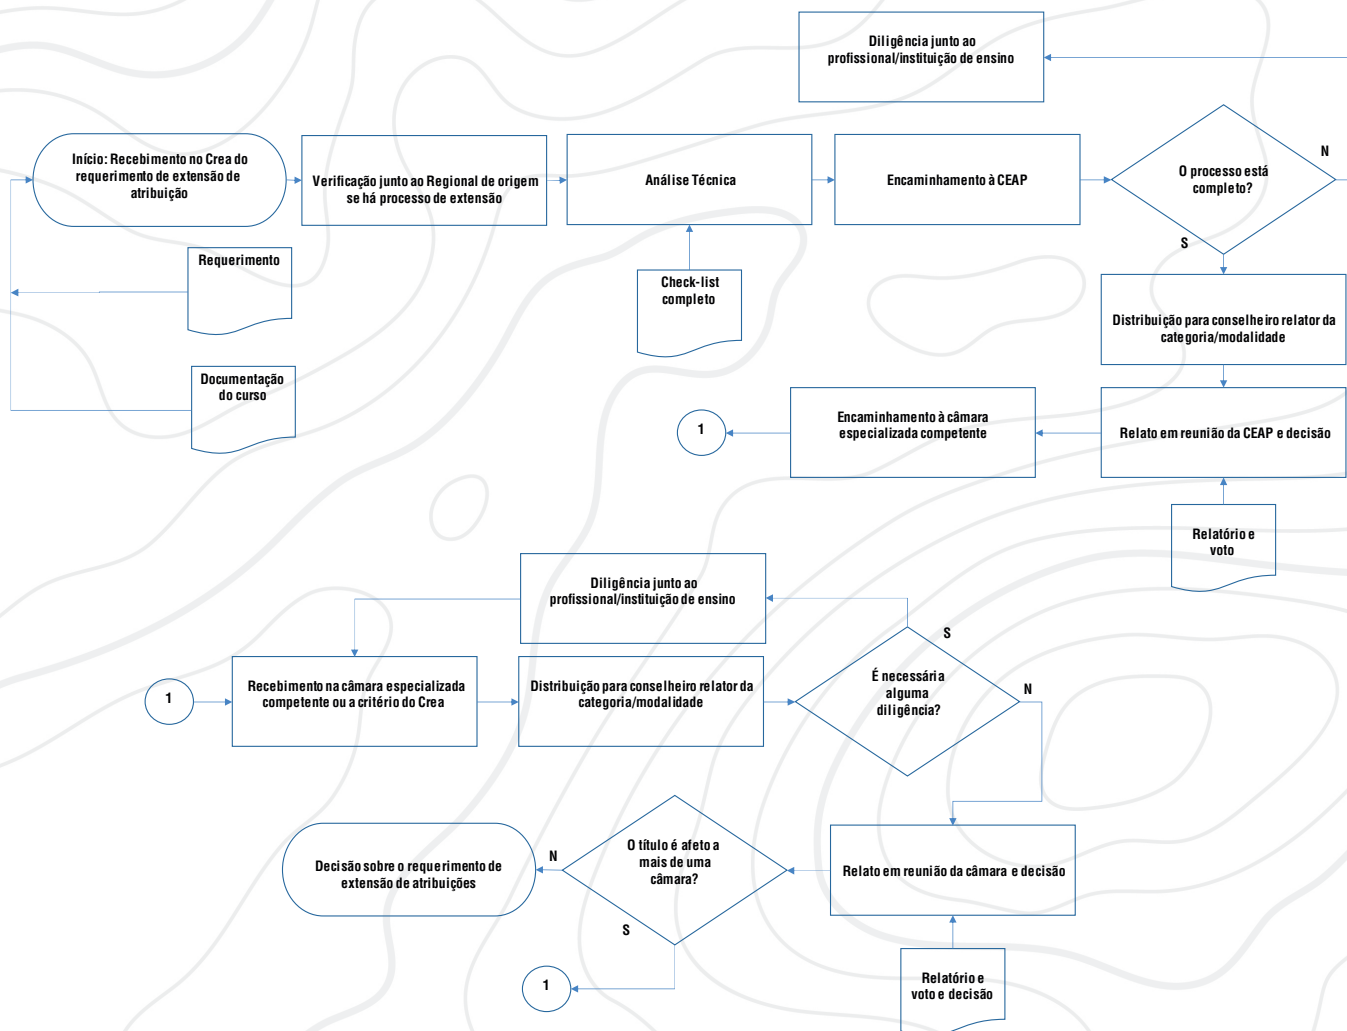 Diligência junto ao
profissional/instituição de ensino
Início: Recebimento no Crea do
requerimento de extensão de
atribuição
Verificação junto ao Regional de origem
se há processo de extensão
Análise Técnica
Encaminhamento à CEAP
O processo está
completo?
N
S
Requerimento
Check-list
completo
Documentação
do curso
Distribuição para conselheiro relator da
categoria/modalidade
1
Encaminhamento à câmara
especializada competente
Relato em reunião da CEAP e decisão
Relatório e
voto
Diligência junto ao
profissional/instituição de ensino
1
Recebimento na câmara especializada
competente ou a critério do Crea
Distribuição para conselheiro relator da
categoria/modalidade
É necessária
alguma
diligência?
S
N
Decisão sobre o requerimento de
extensão de atribuições
N
O título é afeto a
mais de uma
câmara?
S
Relato em reunião da câmara e decisão
1
Relatório e
voto e decisão